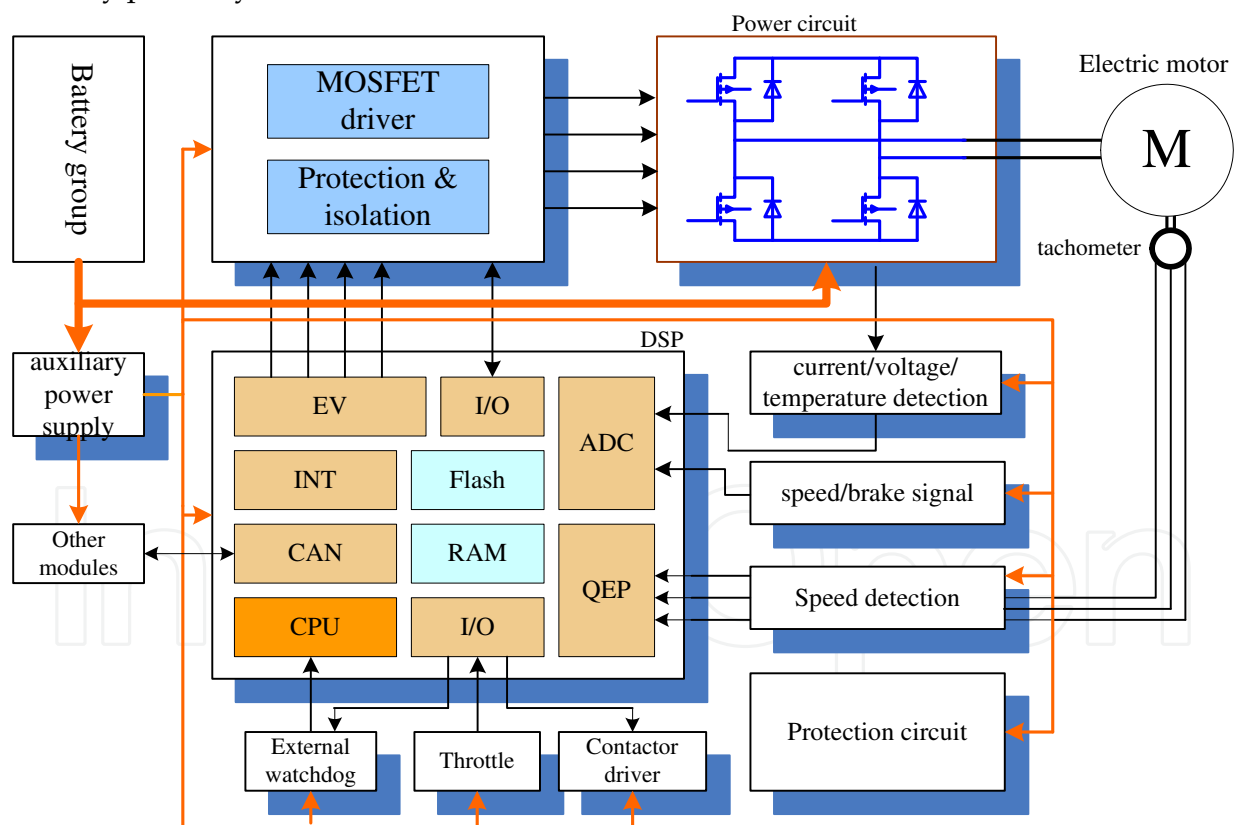 Power circuit
Battery group
MOSFET
driver
Protection &
isolation
Electric motor
M
tachometer
DSP
auxiliary
power
supply
EV
I/O
ADC
current/voltage/
temperature detection
INT
Flash
speed/brake signal
Other
modules
CAN
RAM
QEP
Speed detection
CPU
I/O
External
watchdog
Throttle
Contactor
driver
Protection circuit